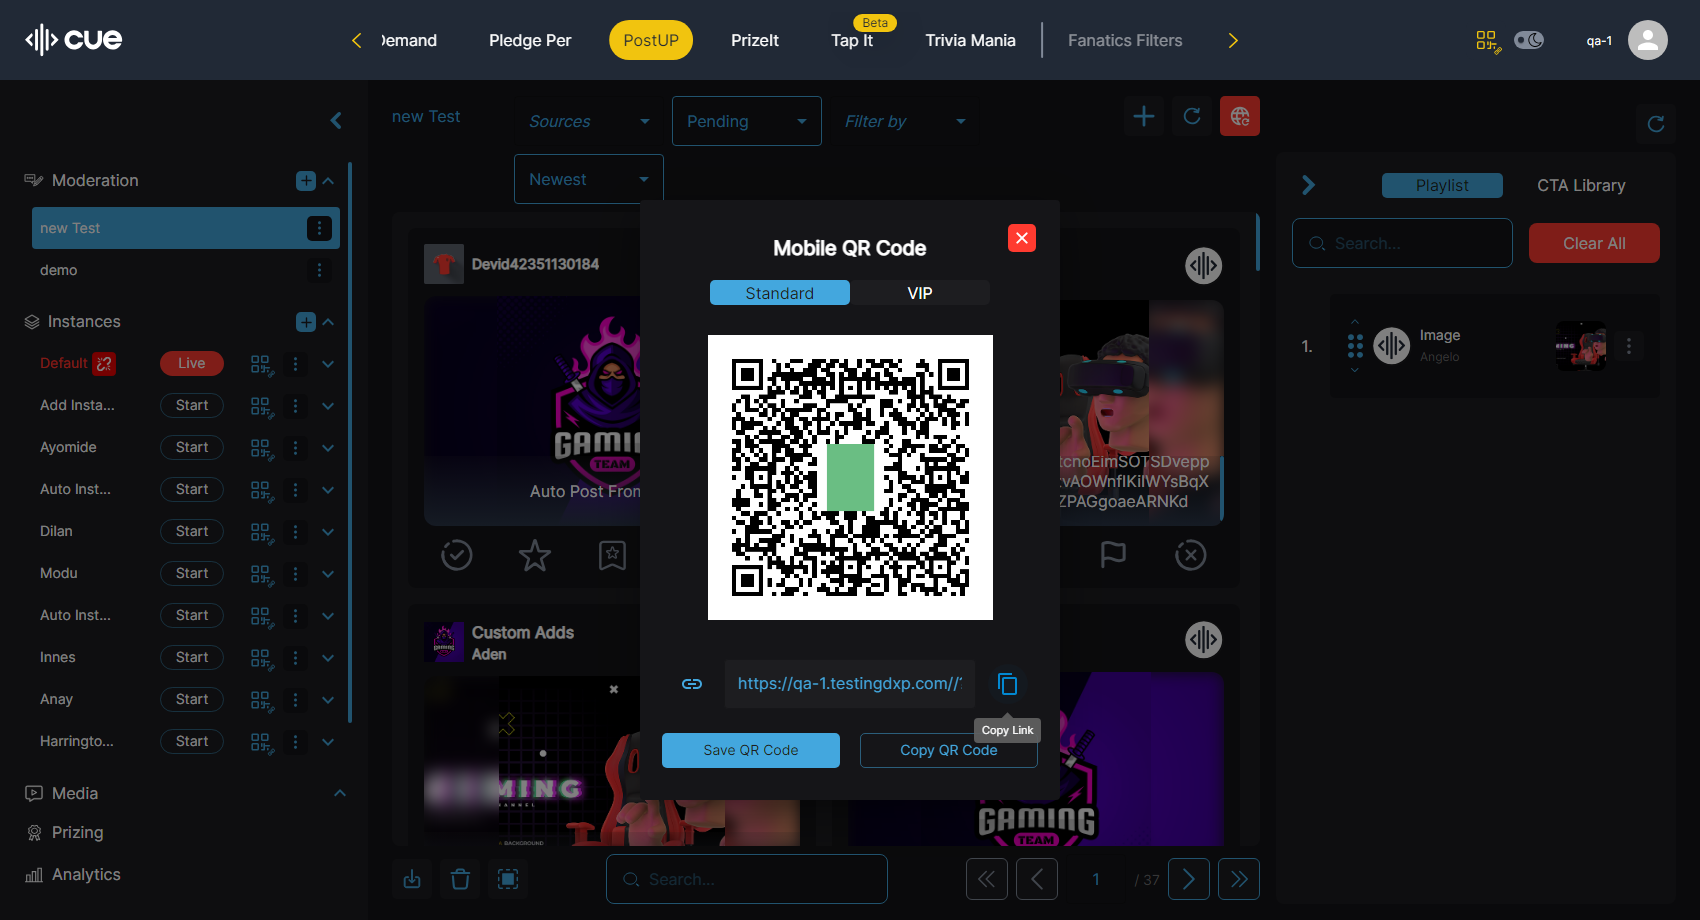 cue
Demand
Pledge Per
PostUP
PrizeIt
Beta
Tap It
Trivia Mania
Fanatics Filters
qa-1
new Test
Sources
Pending
Filter by
Newest
Moderation
new Test
demo
Instances
Default
Live
Add Insta...
Start
Ayomide
Start
Auto Inst...
Start
Dilan
Start
Modu
Start
Auto Inst...
Start
Innes
Start
Anay
Start
Harringto...
Start
Media
Prizing
Analytics
Devid42351130184
GAMING
TEAM
Auto Post From
Custom Adds
Aden
Mobile QR Code
Standard
VIP
https://qa-1.testingdxp.com//?
Copy Link
Save QR Code
Copy QR Code
GAMING
TEAM
Search...
1
/ 37
Playlist
CTA Library
Search...
Clear All
1.
Image
Angelo